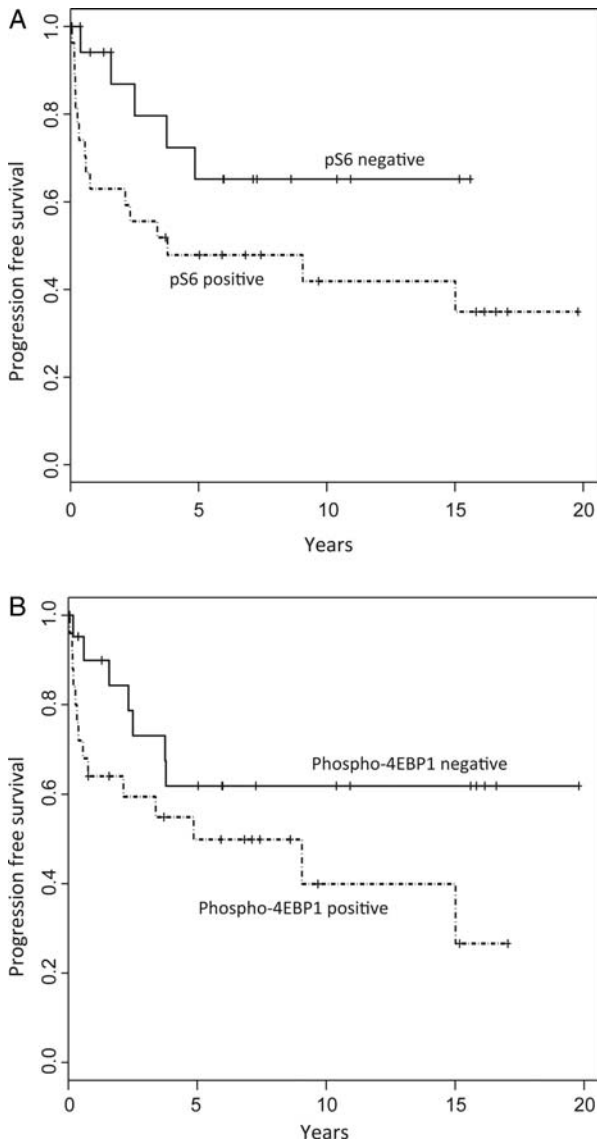 A
Progression free survival
1.0
0.8
0.6
0.4
0.2
0.0
pS6 negative
pS6 positive
0 5 10 15 20
Years
B
Progression free survival
1.0
0.8
0.6
0.4
0.2
0.0
Phospho-4EBP1 negative
Phospho-4EBP1 positive
0 5 10 15 20
Years